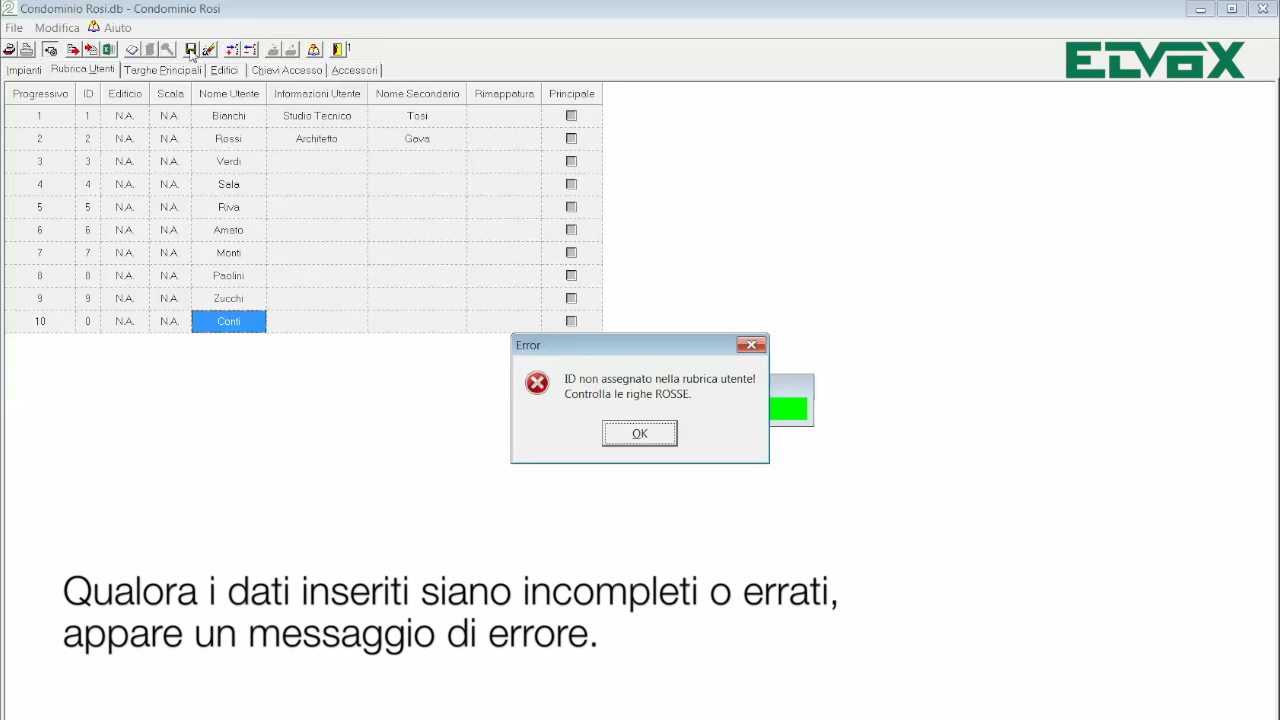 Condominio Rosi.db - Condominio Rosi
File Modifica Aiuto
1
Impianti Rubrica Utenti Targhe Principali Edifici Chiavi Accesso Accessori
ELVOX
Progressivo ID Edificio Scala Nome Utente Informazioni Utente Nome Secondario Rimappatura Principale
1 1 N.A. N.A. Bianchi Studio Tecnico Tosi
2 2 N.A. N.A. Rossi Architetto Gava
3 3 N.A. N.A. Verdi
4 4 N.A. N.A. Sala
5 5 N.A. N.A. Riva
6 6 N.A. N.A. Amato
7 7 N.A. N.A. Monti
8 8 N.A. N.A. Paolini
9 9 N.A. N.A. Zucchi
10 0 N.A. N.A. Conti
Error
ID non assegnato nella rubrica utente!
Controlla le righe ROSSE.
OK
Qualora i dati inseriti siano incompleti o errati,
appare un messaggio di errore.